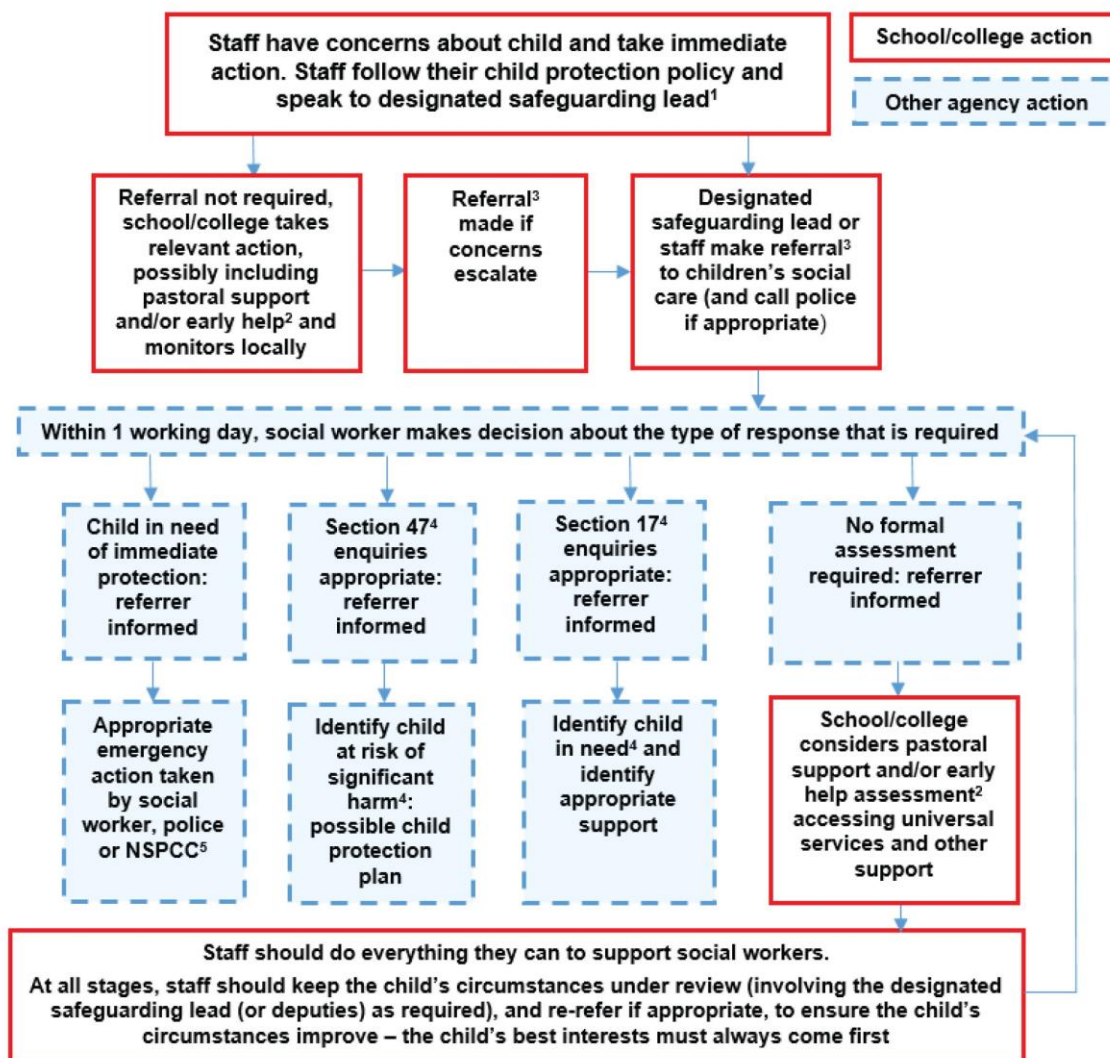 Staff have concerns about child and take immediate
action. Staff follow their child protection policy and
speak to designated safeguarding lead¹
School/college action
Other agency action
Referral not required,
school/college takes
relevant action,
possibly including
pastoral support
and/or early help² and
monitors locally
Referral³
made if
concerns
escalate
Designated
safeguarding lead or
staff make referral³
to children’s social
care (and call police
if appropriate)
Within 1 working day, social worker makes decision about the type of response that is required
Child in need
of immediate
protection:
referrer
informed
Section 47⁴
enquiries
appropriate:
referrer
informed
Section 17⁴
enquiries
appropriate:
referrer
informed
No formal
assessment
required: referrer
informed
Appropriate
emergency
action taken
by social
worker, police
or NSPCC⁵
Identify child
at risk of
significant
harm⁴:
possible child
protection
plan
Identify child
in need⁴ and
identify
appropriate
support
School/college
considers pastoral
support and/or early
help assessment²
accessing universal
services and other
support
Staff should do everything they can to support social workers.
At all stages, staff should keep the child’s circumstances under review (involving the designated
safeguarding lead (or deputies) as required), and re-refer if appropriate, to ensure the child’s
circumstances improve – the child’s best interests must always come first